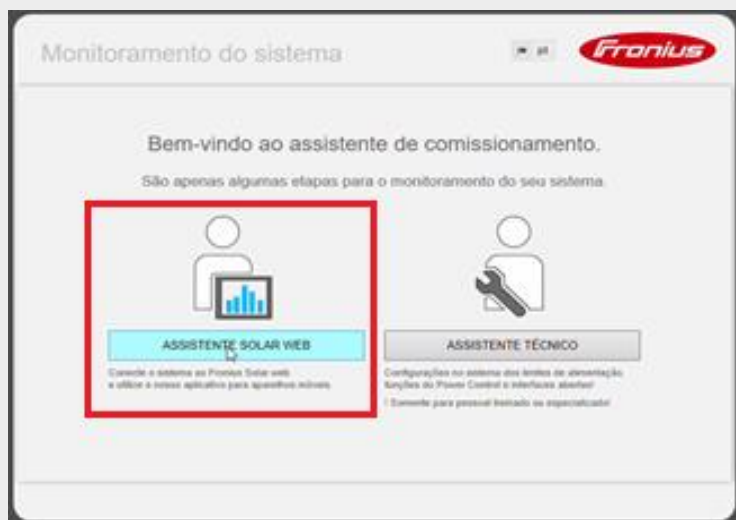 Monitoramento do sistema
Fronius
Bem-vindo ao assistente de comissionamento.
São apenas algumas etapas para o monitoramento do seu sistema.
ASSISTENTE SOLAR WEB
ASSISTENTE TÉCNICO
Conecte o sistema ao Fronius Solar web
e utilize o nosso aplicativo para aparelhos móveis
Configurações no sistema dos limites de alimentação
funções do Power Control e interfaces abertas!
! Somente para pessoal treinado ou especializado!